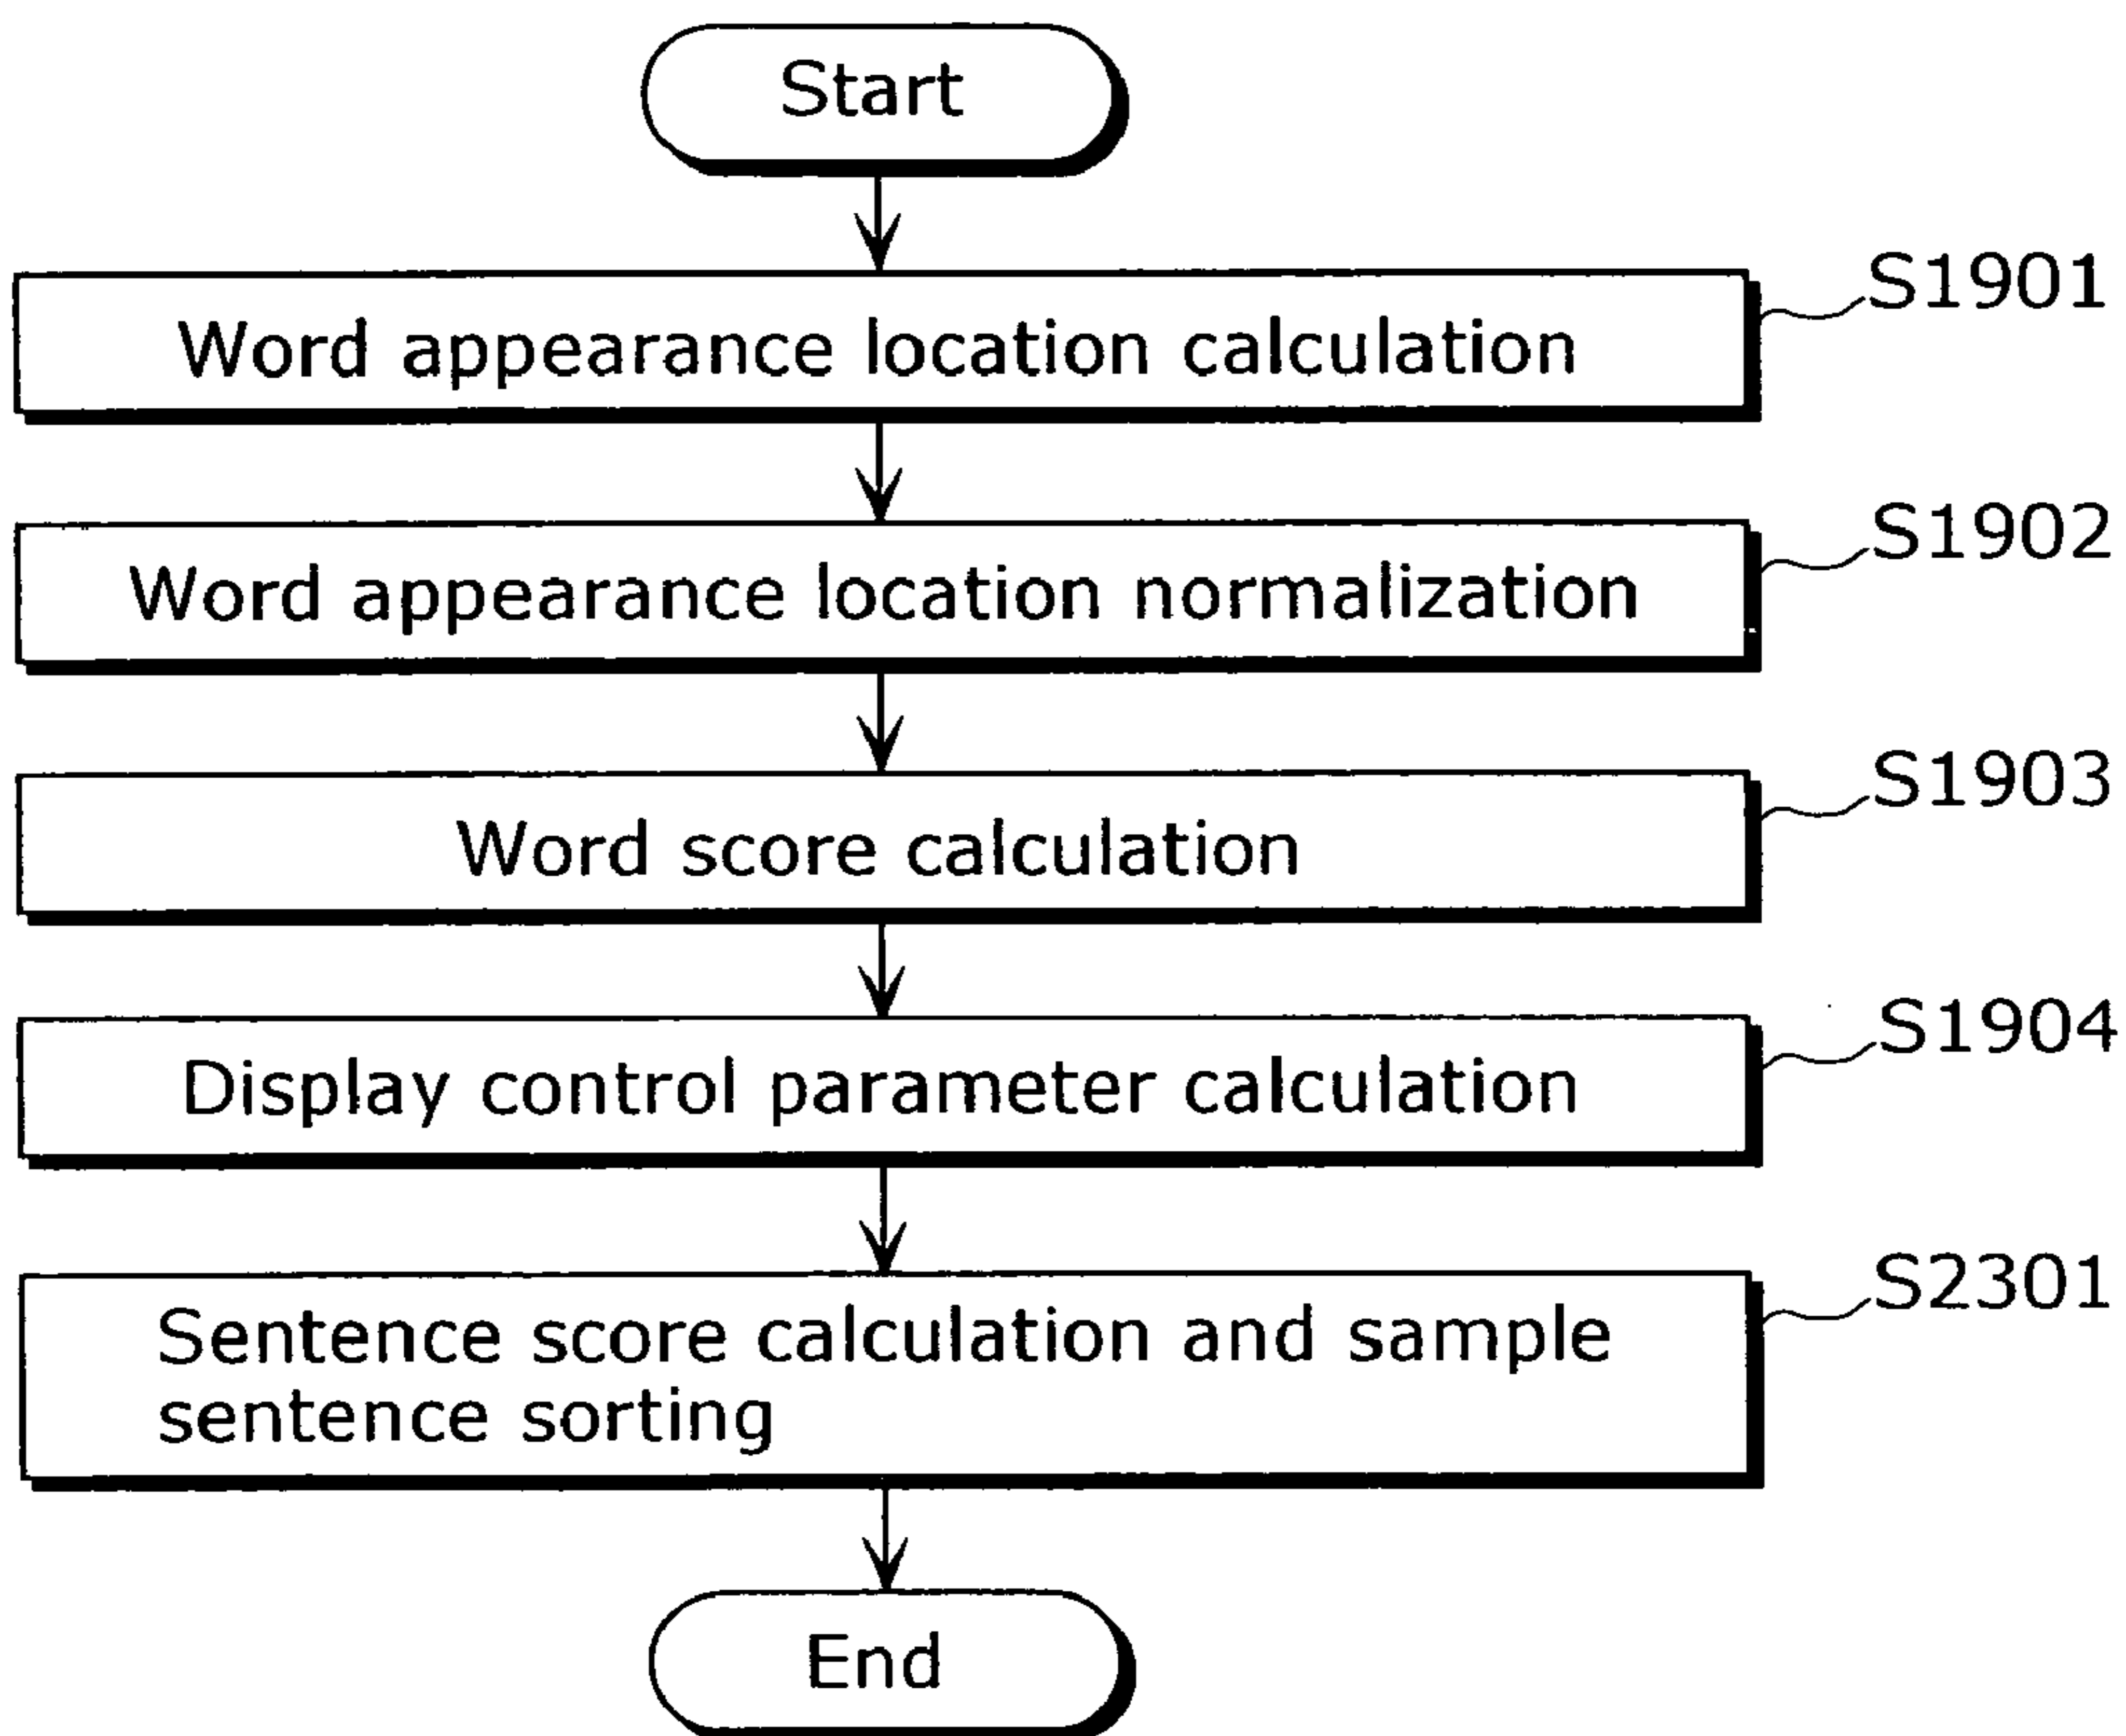 Start
S1901
Word appearance location calculation
S1902
Word appearance location normalization
S1903
Word score calculation
S1904
Display control parameter calculation
S2301
Sentence score calculation and sample
sentence sorting
End